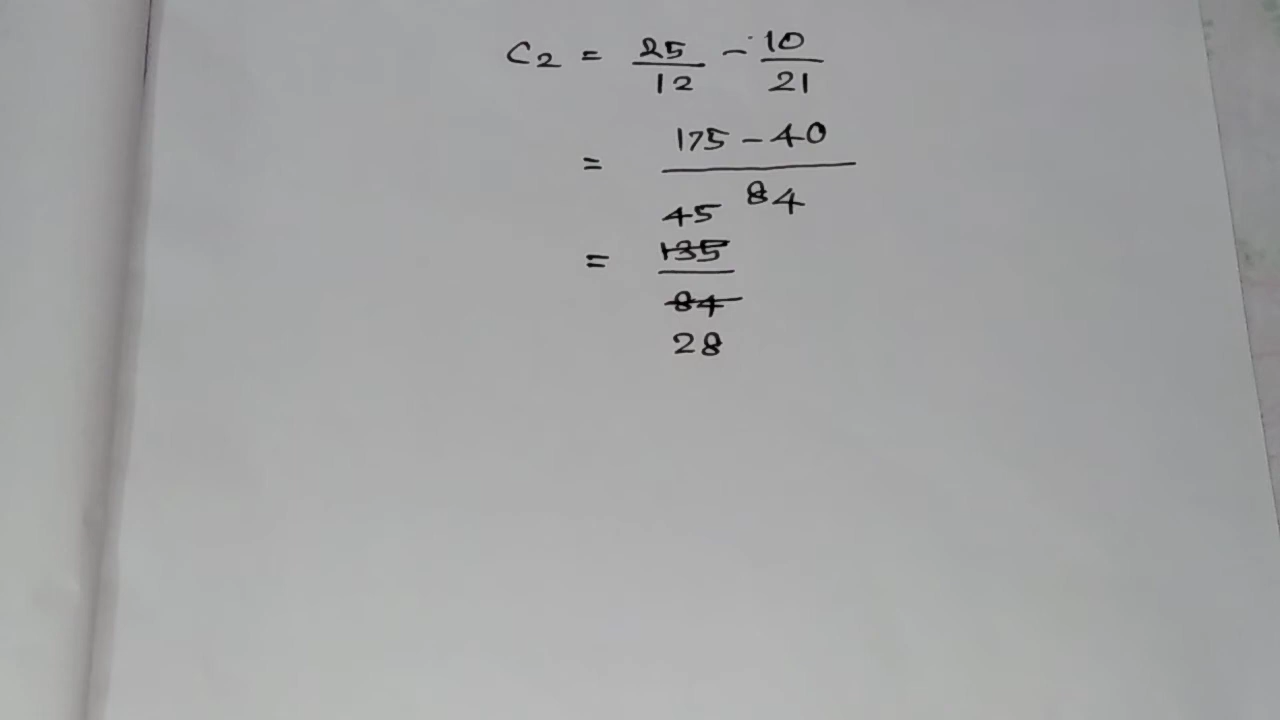 C2 = 25/12 - 10/21
= 175 - 40 / 84
45
= 135/84
28